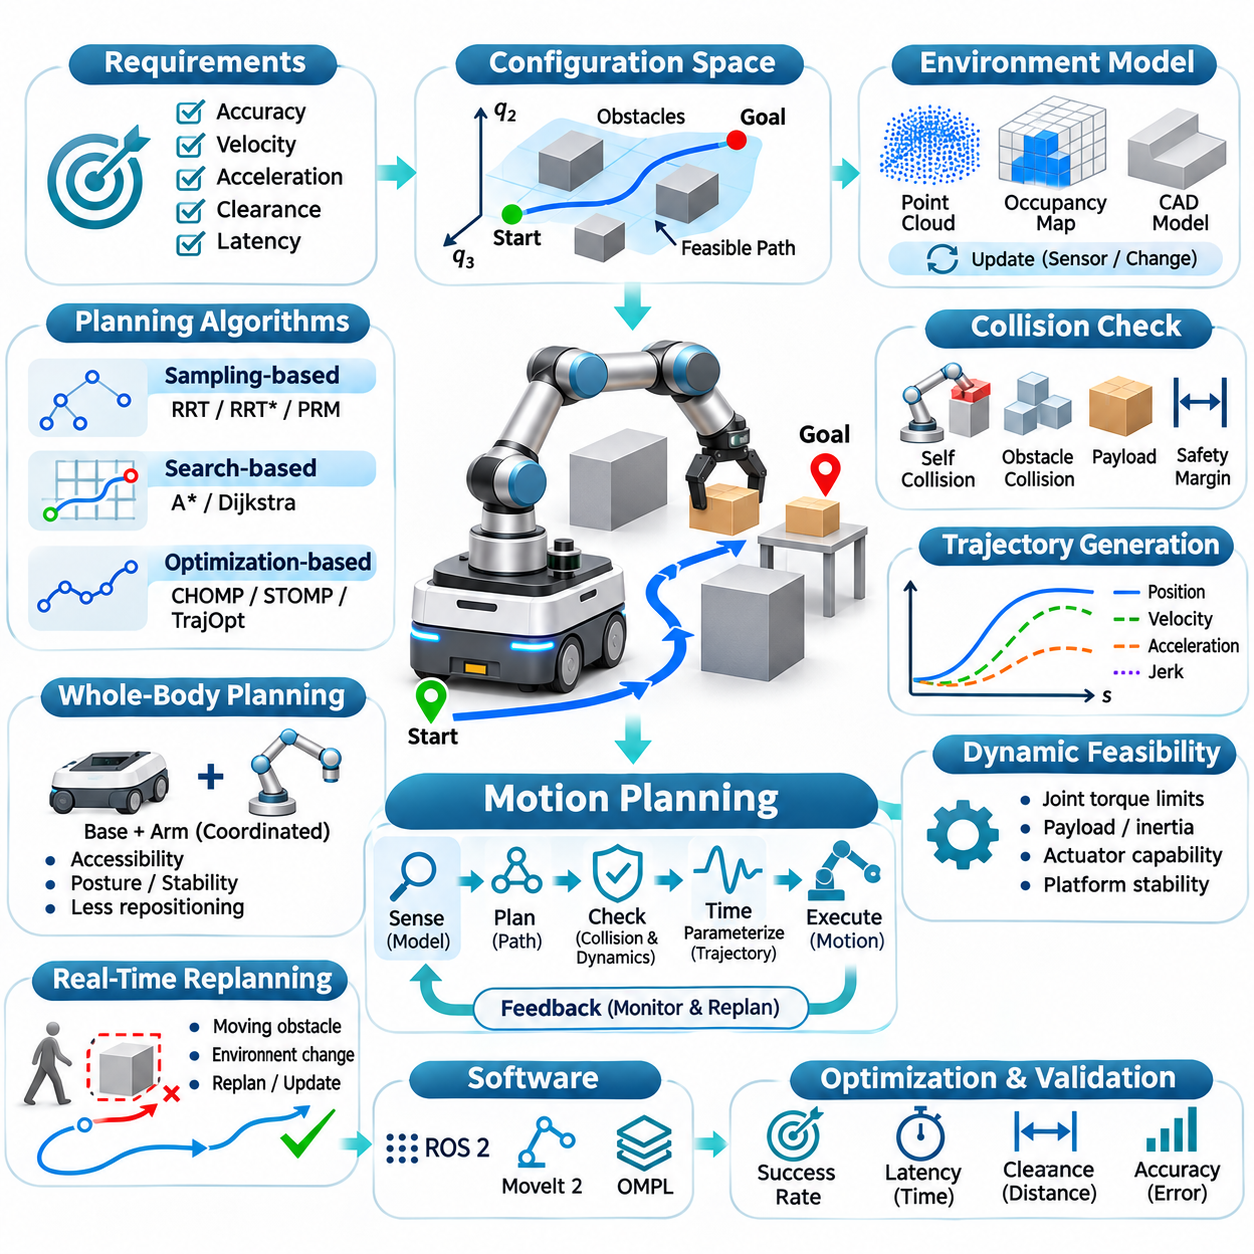 Requirements
Accuracy
Velocity
Acceleration
Clearance
Latency
Configuration Space
q2
Obstacles
Goal
Start
q3
Feasible Path
Environment Model
Point
Cloud
Occupancy
Map
CAD
Model
Update (Sensor / Change)
Planning Algorithms
Sampling-based
RRT / RRT* / PRM
Search-based
A* / Dijkstra
Optimization-based
CHOMP / STOMP /
TrajOpt
Goal
Start
Collision Check
Self
Collision
Obstacle
Collision
Payload
Safety
Margin
Trajectory Generation
Position
Velocity
Acceleration
Jerk
s
Whole-Body Planning
Base + Arm (Coordinated)
Accessibility
Posture / Stability
Less repositioning
Motion Planning
Sense
(Model)
Plan
(Path)
Check
(Collision &
Dynamics)
Time
Parameterize
(Trajectory)
Execute
(Motion)
Feedback (Monitor & Replan)
Dynamic Feasibility
Joint torque limits
Payload / inertia
Actuator capability
Platform stability
Real-Time Replanning
Moving obstacle
Environnent change
Replan / Update
Software
ROS 2
MoveIt 2
OMPL
Optimization & Validation
Success
Rate
Latency
(Time)
Cleaance
(Distance)
Accuracy
(Error)